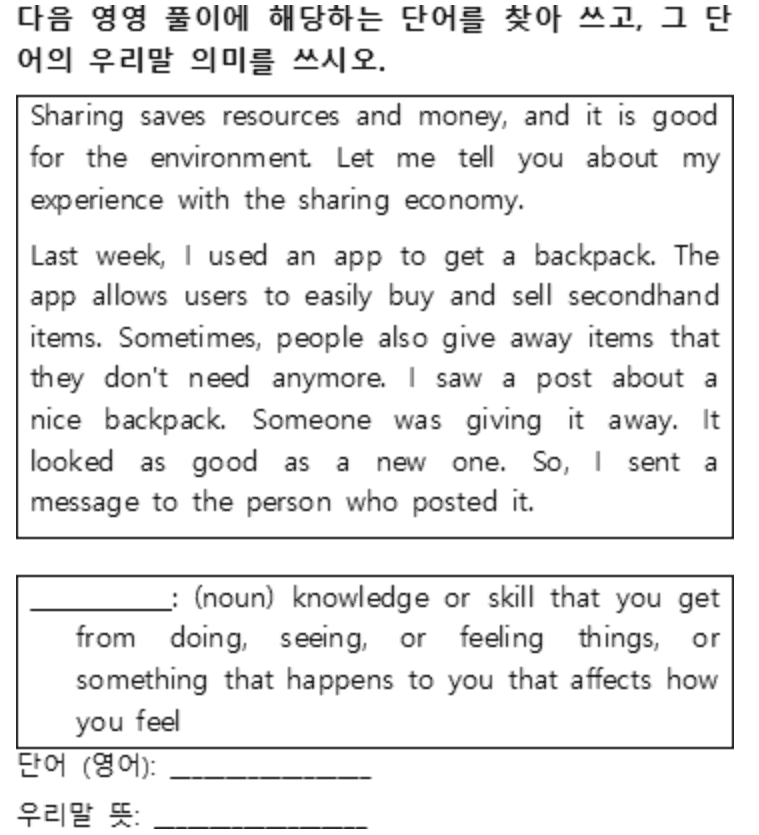 다음 영영 풀이에 해당하는 단어를 찾아 쓰고, 그 단
어의 우리말 의미를 쓰시오.
Sharing saves resources and money, and it is good
for the environment. Let me tell you about my
experience with the sharing economy.
Last week, I used an app to get a backpack. The
app allows users to easily buy and sell secondhand
items. Sometimes, people also give away items that
they don't need anymore. I saw a post about a
nice backpack. Someone was giving it away. It
looked as good as a new one. So, I sent a
message to the person who posted it.
__________: (noun) knowledge or skill that you get
from doing, seeing, or feeling things, or
something that happens to you that affects how
you feel
단어 (영어): ______________
우리말 뜻: _______________